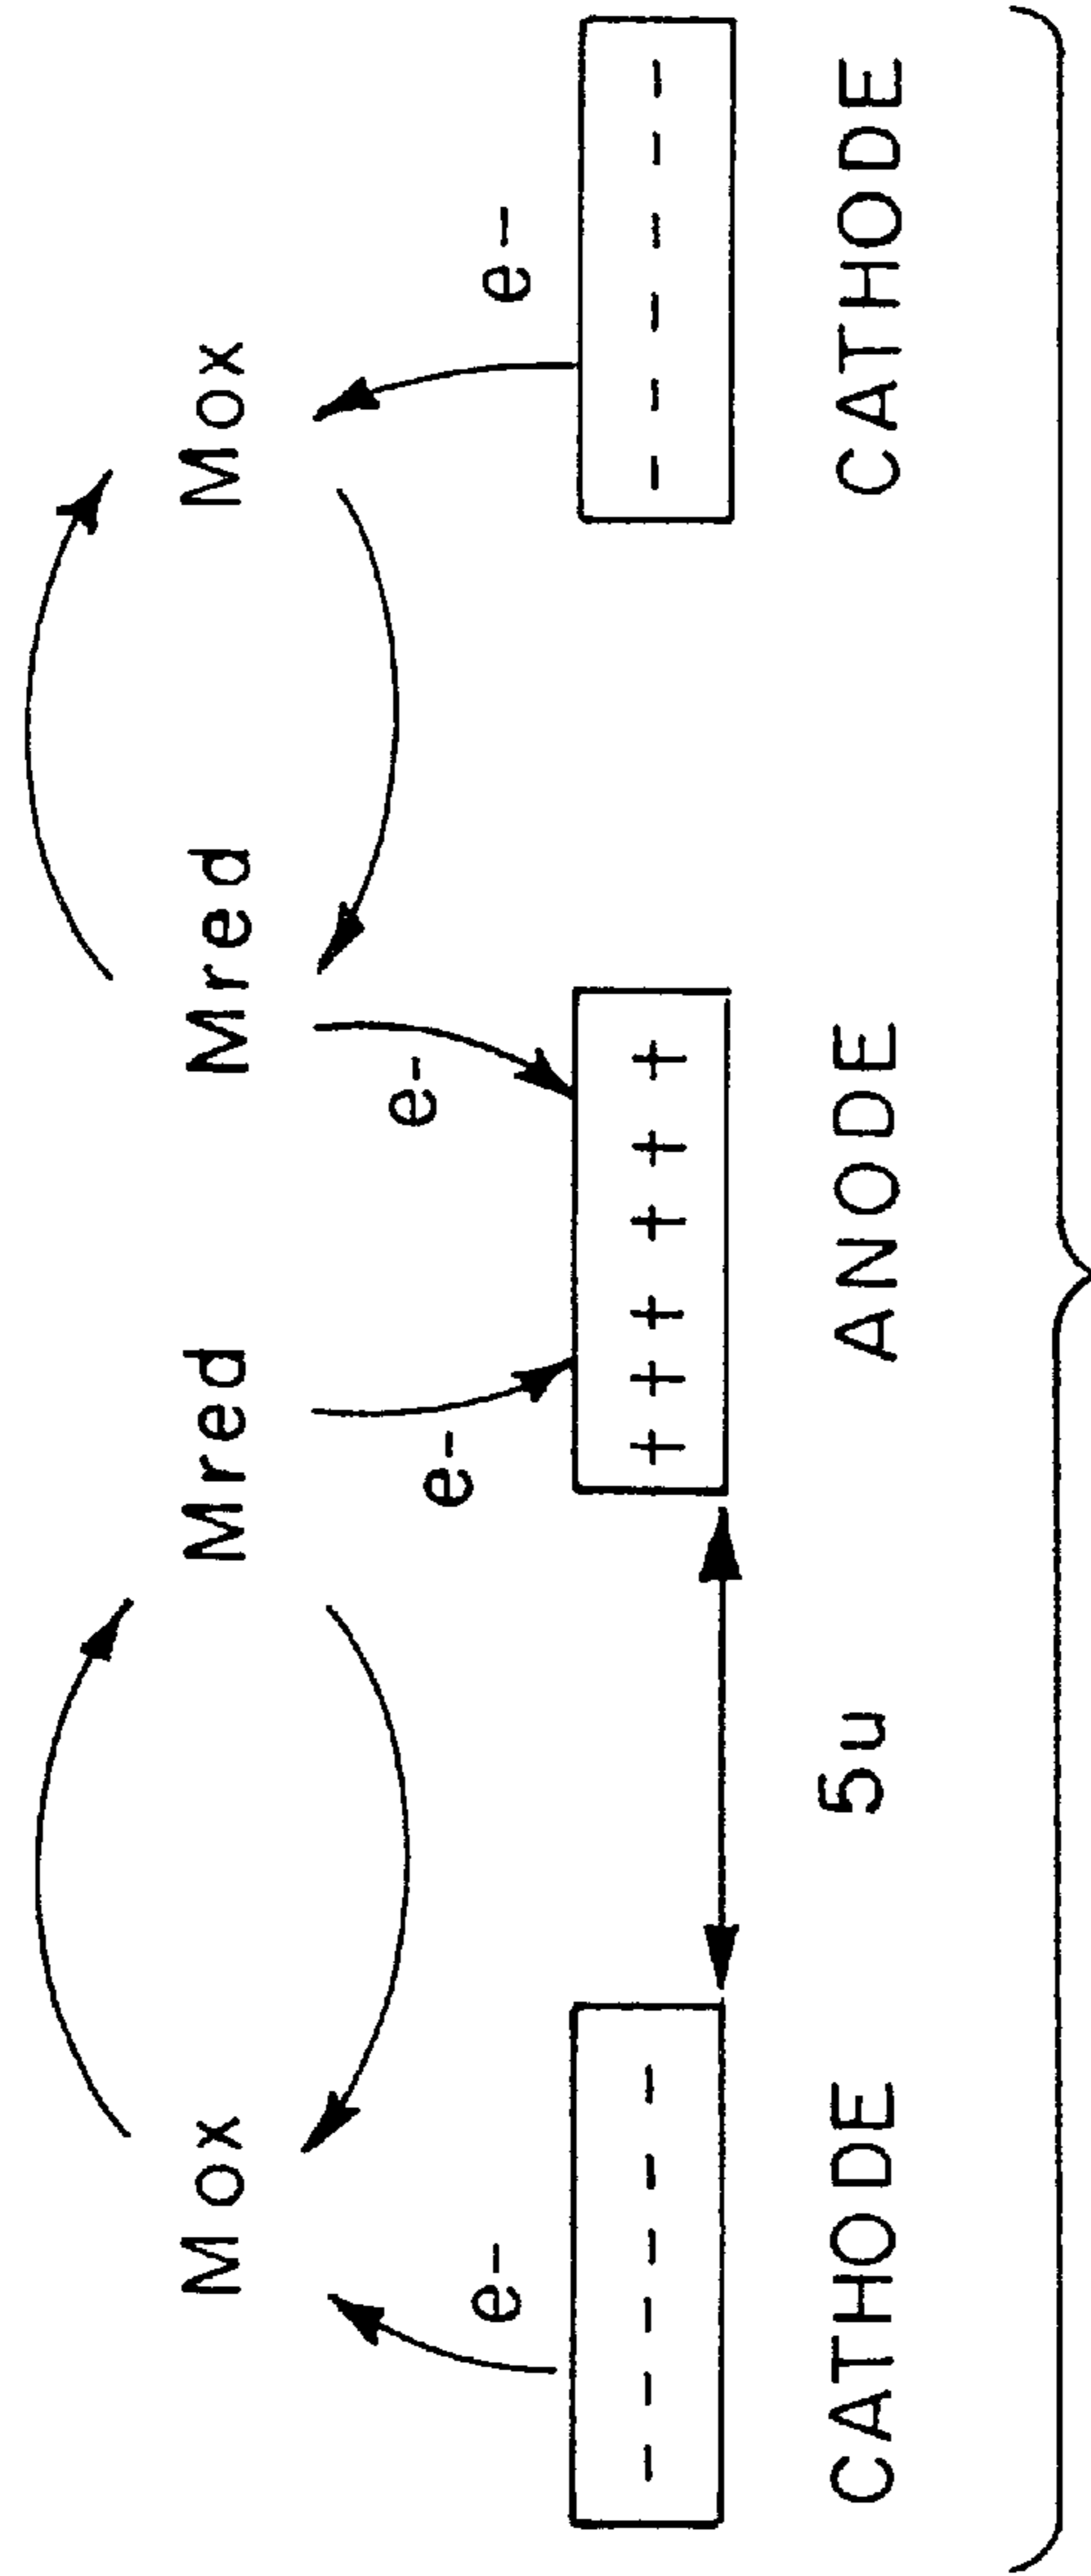 Mox Mred Mred Mox
e- e- e- e-
- - - - - - + + + + + + - - - - - -
CATHODE 5u ANODE CATHODE